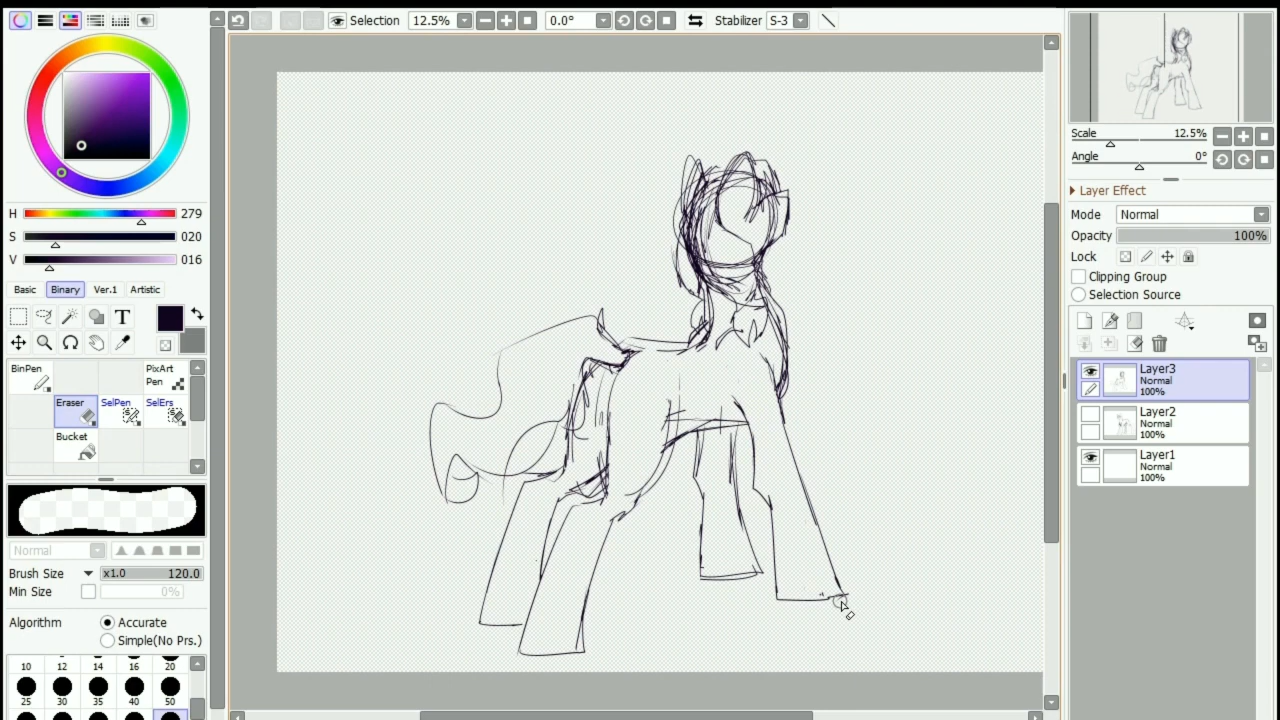 Selection 12.5% 0.0° Stabilizer S-3
H 279
S 020
V 016
Basic Binary Ver.1 Artistic
T
BinPen PixArt
Pen
Eraser SelPen SelErs
Bucket
Normal
Brush Size x1.0 120.0
Min Size 0%
Algorithm Accurate
Simple(No Prs.)
10 12 14 16 20
25 30 35 40 50
Scale 12.5%
Angle 0°
Layer Effect
Mode Normal
Opacity 100%
Lock
Clipping Group
Selection Source
Layer3
Normal
100%
Layer2
Normal
100%
Layer1
Normal
100%